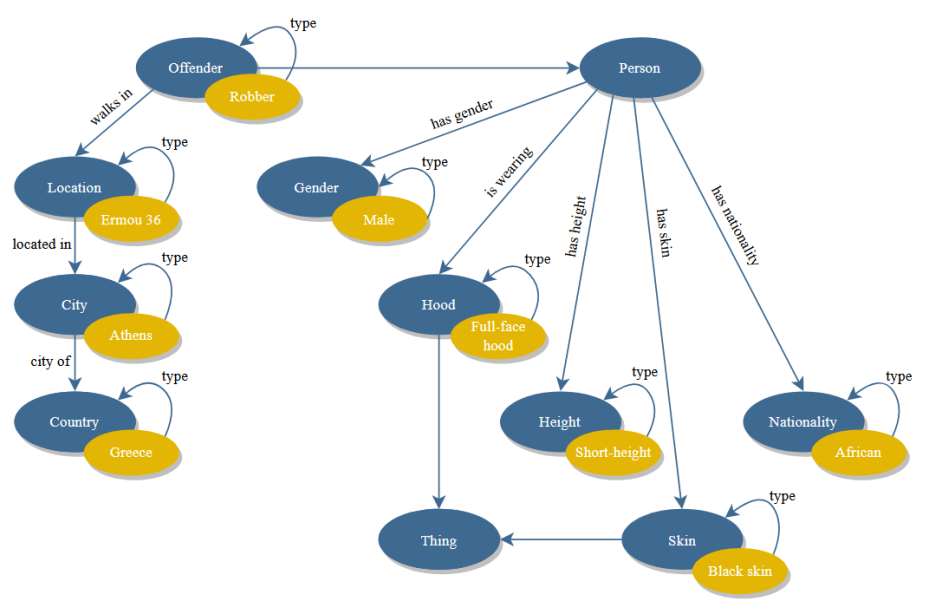 type
Offender
Person
Robber
walks in
has gender
type
type
Location
Gender
is wearing
Ermou 36
Male
has height
has skin
has nationality
located in
type
type
City
Hood
Athens
Full-face
hood
city of
type
type
type
Country
Height
Nationality
Greece
Short-height
African
type
Thing
Skin
Black skin